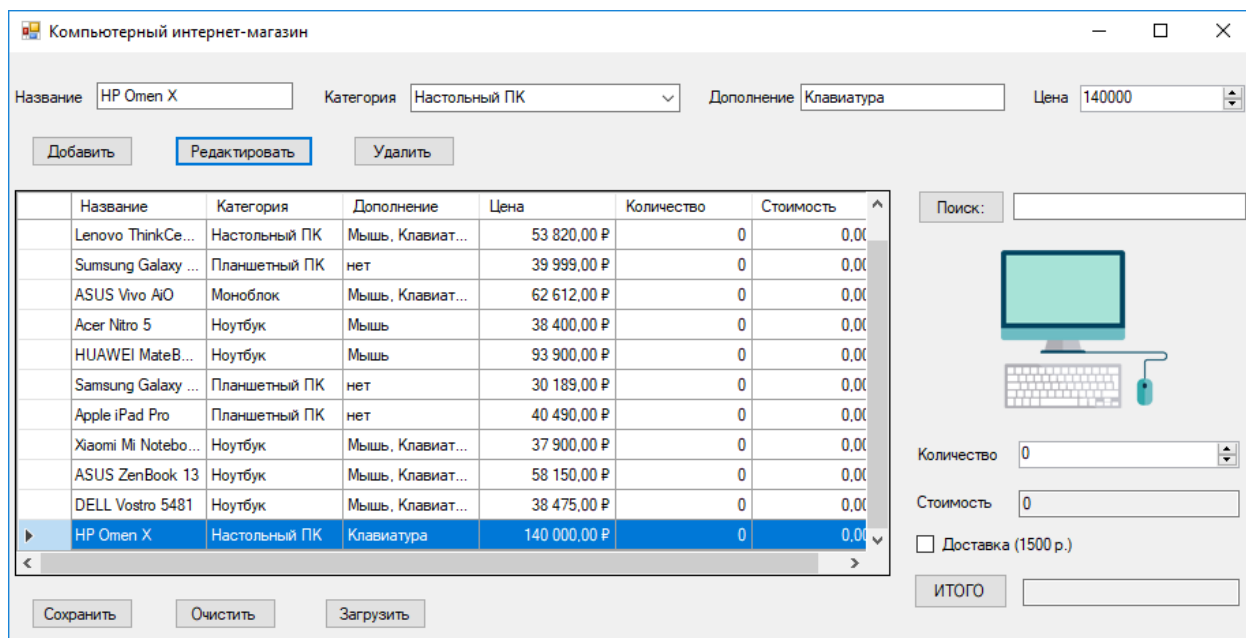 Компьютерный интернет-магазин
Название HP Omen X Категория Настольный ПК Дополнение Клавиатура Цена 140000
Добавить Редактировать Удалить
Название Категория Дополнение Цена Количество Стоимость Поиск:
Lenovo ThinkCe... Настольный ПК Мышь, Клавиат... 53 820,00 ₽ 0 0,00
Sumsung Galaxy ... Планшетный ПК нет 39 999,00 ₽ 0 0,00
ASUS Vivo AiO Моноблок Мышь, Клавиат... 62 612,00 ₽ 0 0,00
Acer Nitro 5 Ноутбук Мышь 38 400,00 ₽ 0 0,00
HUAWEI MateB... Ноутбук Мышь 93 900,00 ₽ 0 0,00
Samsung Galaxy ... Планшетный ПК нет 30 189,00 ₽ 0 0,00
Apple iPad Pro Планшетный ПК нет 40 490,00 ₽ 0 0,00
Xiaomi Mi Notebo... Ноутбук Мышь, Клавиат... 37 900,00 ₽ 0 0,00
ASUS ZenBook 13 Ноутбук Мышь, Клавиат... 58 150,00 ₽ 0 0,00
DELL Vostro 5481 Ноутбук Мышь, Клавиат... 38 475,00 ₽ 0 0,00
HP Omen X Настольный ПК Клавиатура 140 000,00 ₽ 0 0,00
Количество 0
Стоимость 0
Доставка (1500 р.)
ИТОГО
Сохранить Очистить Загрузить